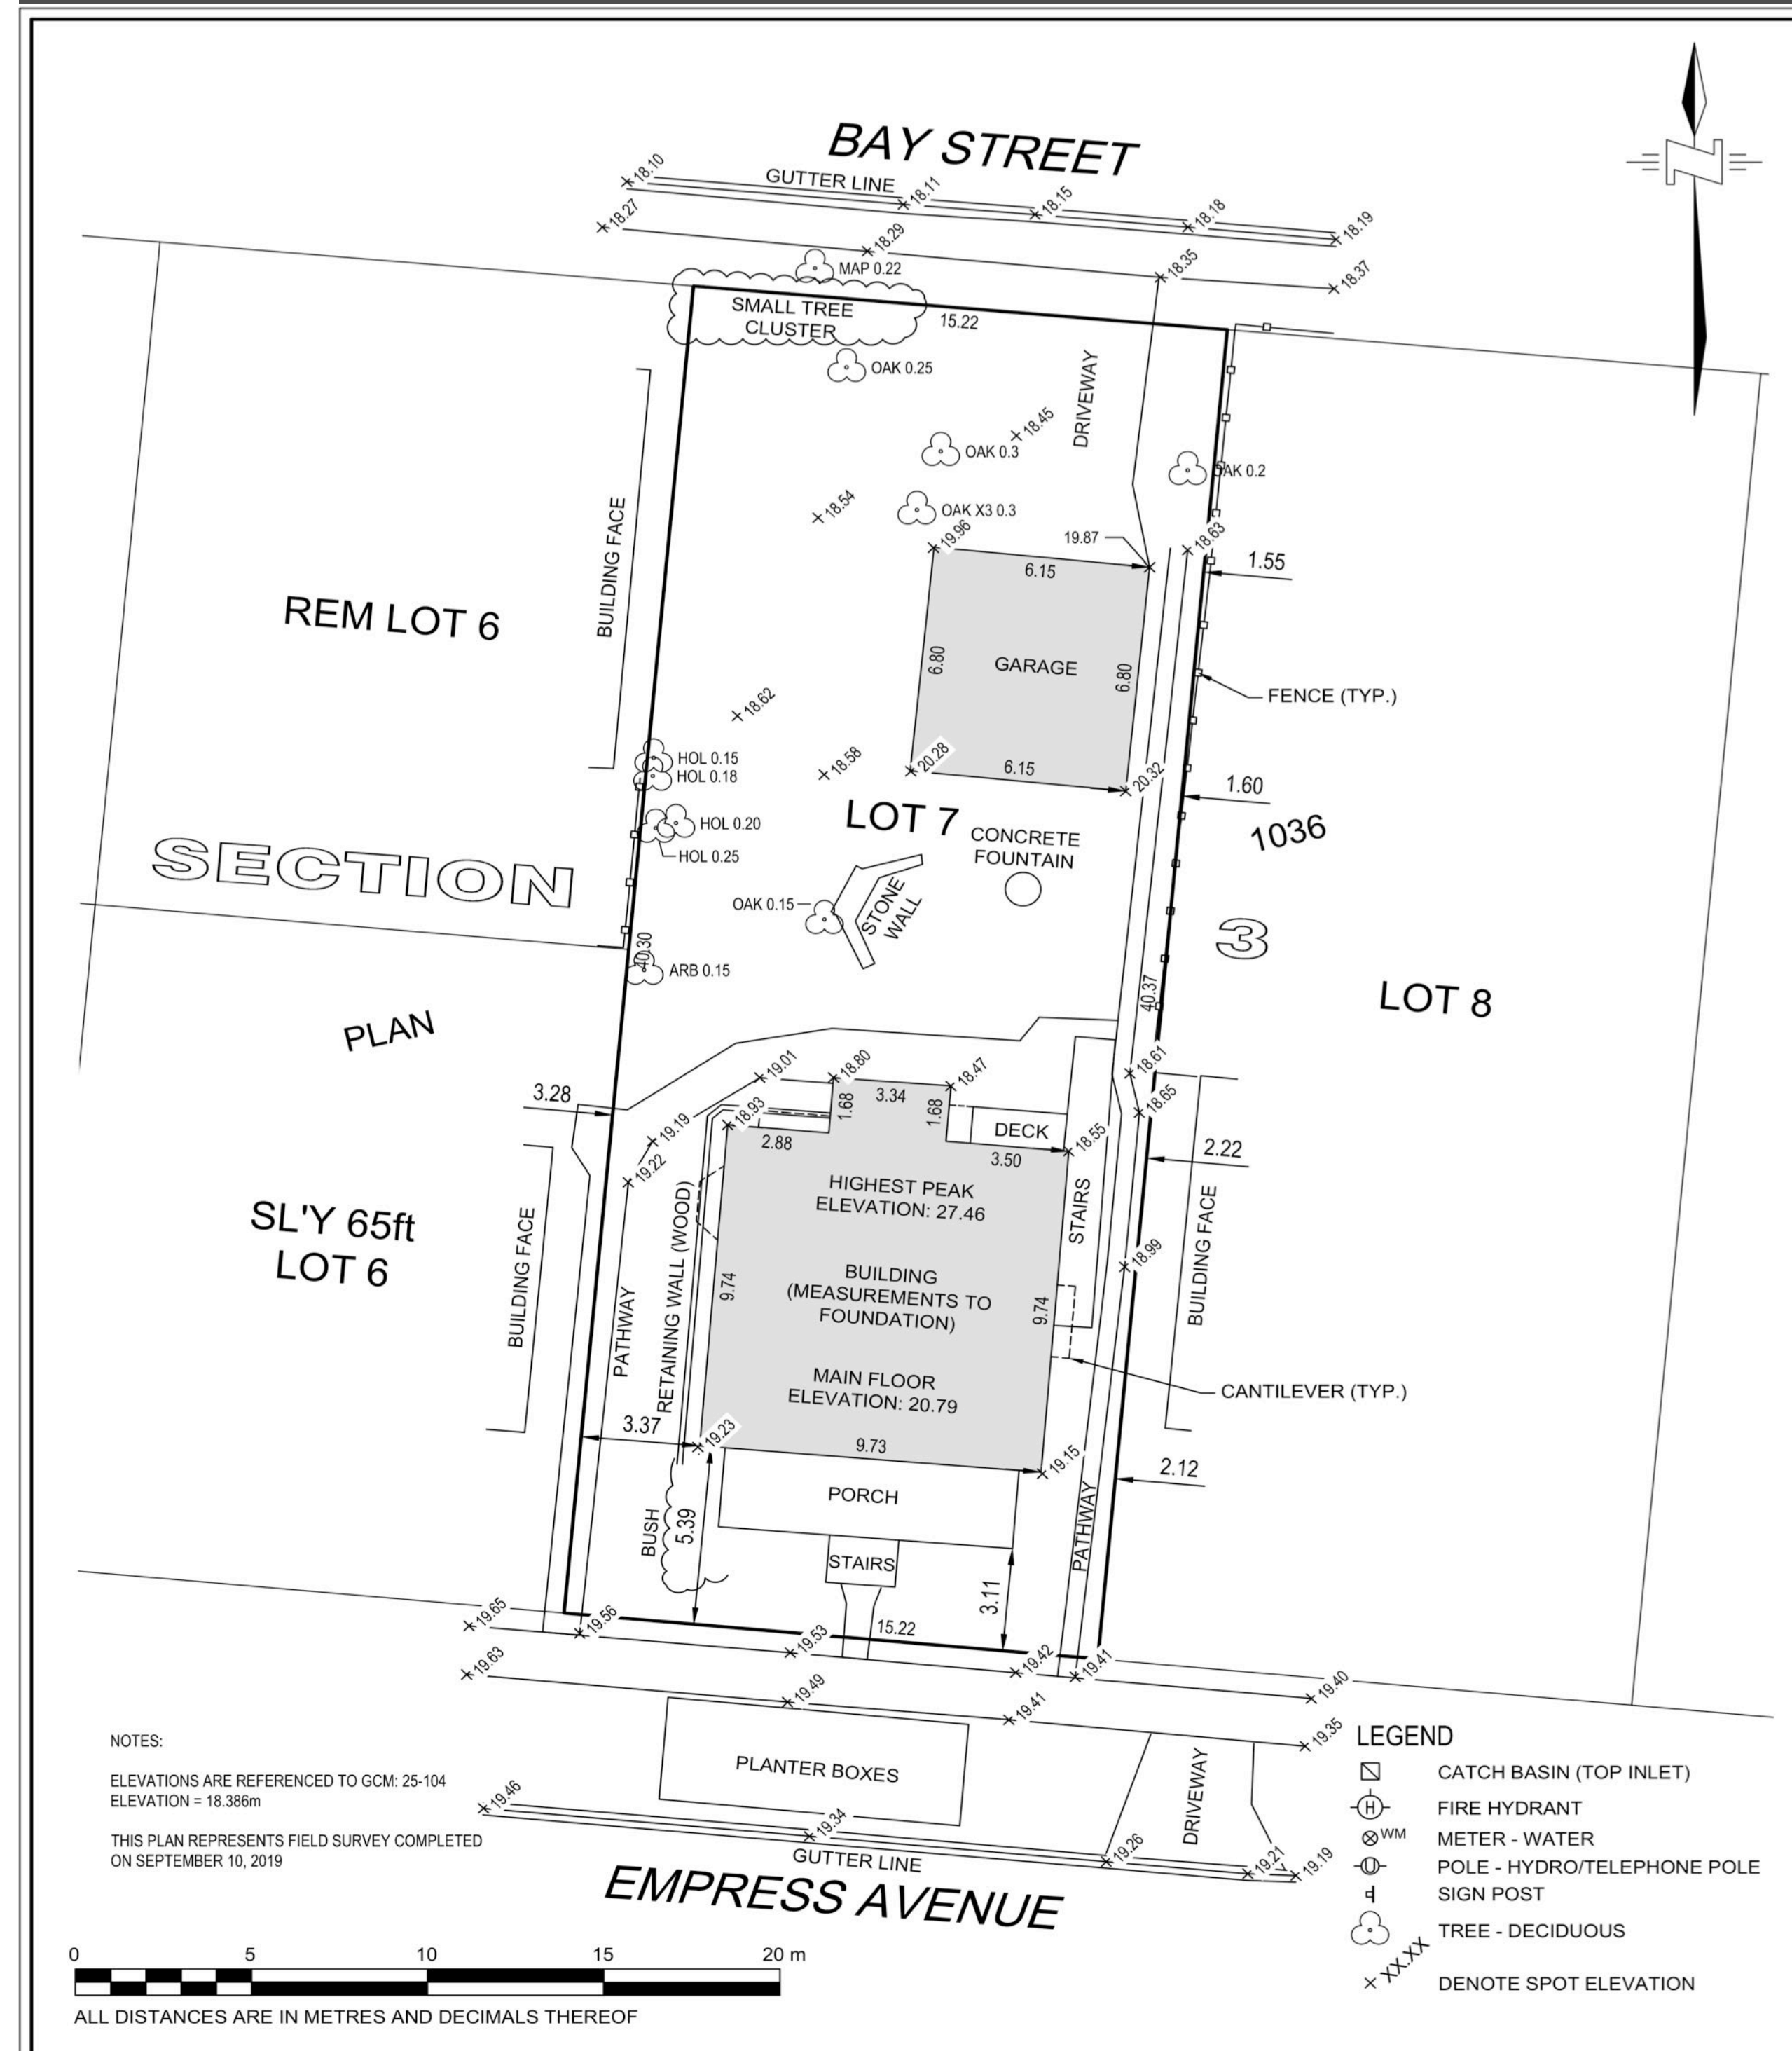 BAY STREET
GUTTER LINE
18.10
18.11
18.15
18.18
18.19
18.27
18.29
18.35
18.37
MAP 0.22
SMALL TREE
CLUSTER
15.22
OAK 0.25
DRIVEWAY
18.45
OAK 0.3
OAK 0.2
18.54
OAK X3 0.3
BUILDING FACE
19.96
19.87
18.63
1.55
6.15
REM LOT 6
6.80
GARAGE
6.80
FENCE (TYP.)
18.62
HOL 0.15
HOL 0.18
18.58
20.28
6.15
20.32
1.60
LOT 7
1036
HOL 0.20
HOL 0.25
CONCRETE
FOUNTAIN
SECTION
OAK 0.15
STONE
WALL
3
40.30
ARB 0.15
40.37
LOT 8
PLAN
3.28
19.01
18.80
18.47
18.61
18.65
3.34
1.68
1.68
18.93
19.19
2.88
DECK
18.55
3.50
2.22
19.22
SL'Y 65ft
LOT 6
BUILDING FACE
PATHWAY
RETAINING WALL (WOOD)
HIGHEST PEAK
ELEVATION: 27.46
STAIRS
BUILDING FACE
18.99
9.74
BUILDING
(MEASUREMENTS TO
FOUNDATION)
9.74
MAIN FLOOR
ELEVATION: 20.79
CANTILEVER (TYP.)
3.37
19.23
9.73
19.15
2.12
PORCH
BUSH
5.39
STAIRS
PATHWAY
3.11
15.22
19.65
19.56
19.53
19.42
19.41
19.40
19.63
19.49
19.41
19.35
PLANTER BOXES
DRIVEWAY
19.46
19.34
19.26
19.21
19.19
GUTTER LINE
EMPRESS AVENUE
NOTES:
ELEVATIONS ARE REFERENCED TO GCM: 25-104
ELEVATION = 18.386m
THIS PLAN REPRESENTS FIELD SURVEY COMPLETED
ON SEPTEMBER 10, 2019
0 5 10 15 20 m
ALL DISTANCES ARE IN METRES AND DECIMALS THEREOF
LEGEND
CATCH BASIN (TOP INLET)
H FIRE HYDRANT
WM METER - WATER
U POLE - HYDRO/TELEPHONE POLE
SIGN POST
TREE - DECIDUOUS
XX.XX
DENOTE SPOT ELEVATION